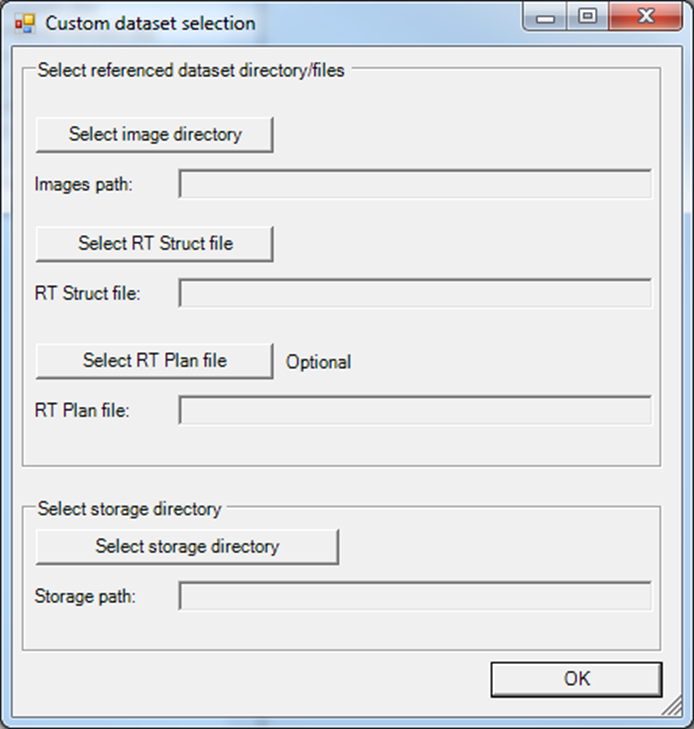 Custom dataset selection
Select referenced dataset directory/files
Select image directory
Images path:
Select RT Struct file
RT Struct file:
Select RT Plan file Optional
RT Plan file:
Select storage directory
Select storage directory
Storage path:
OK